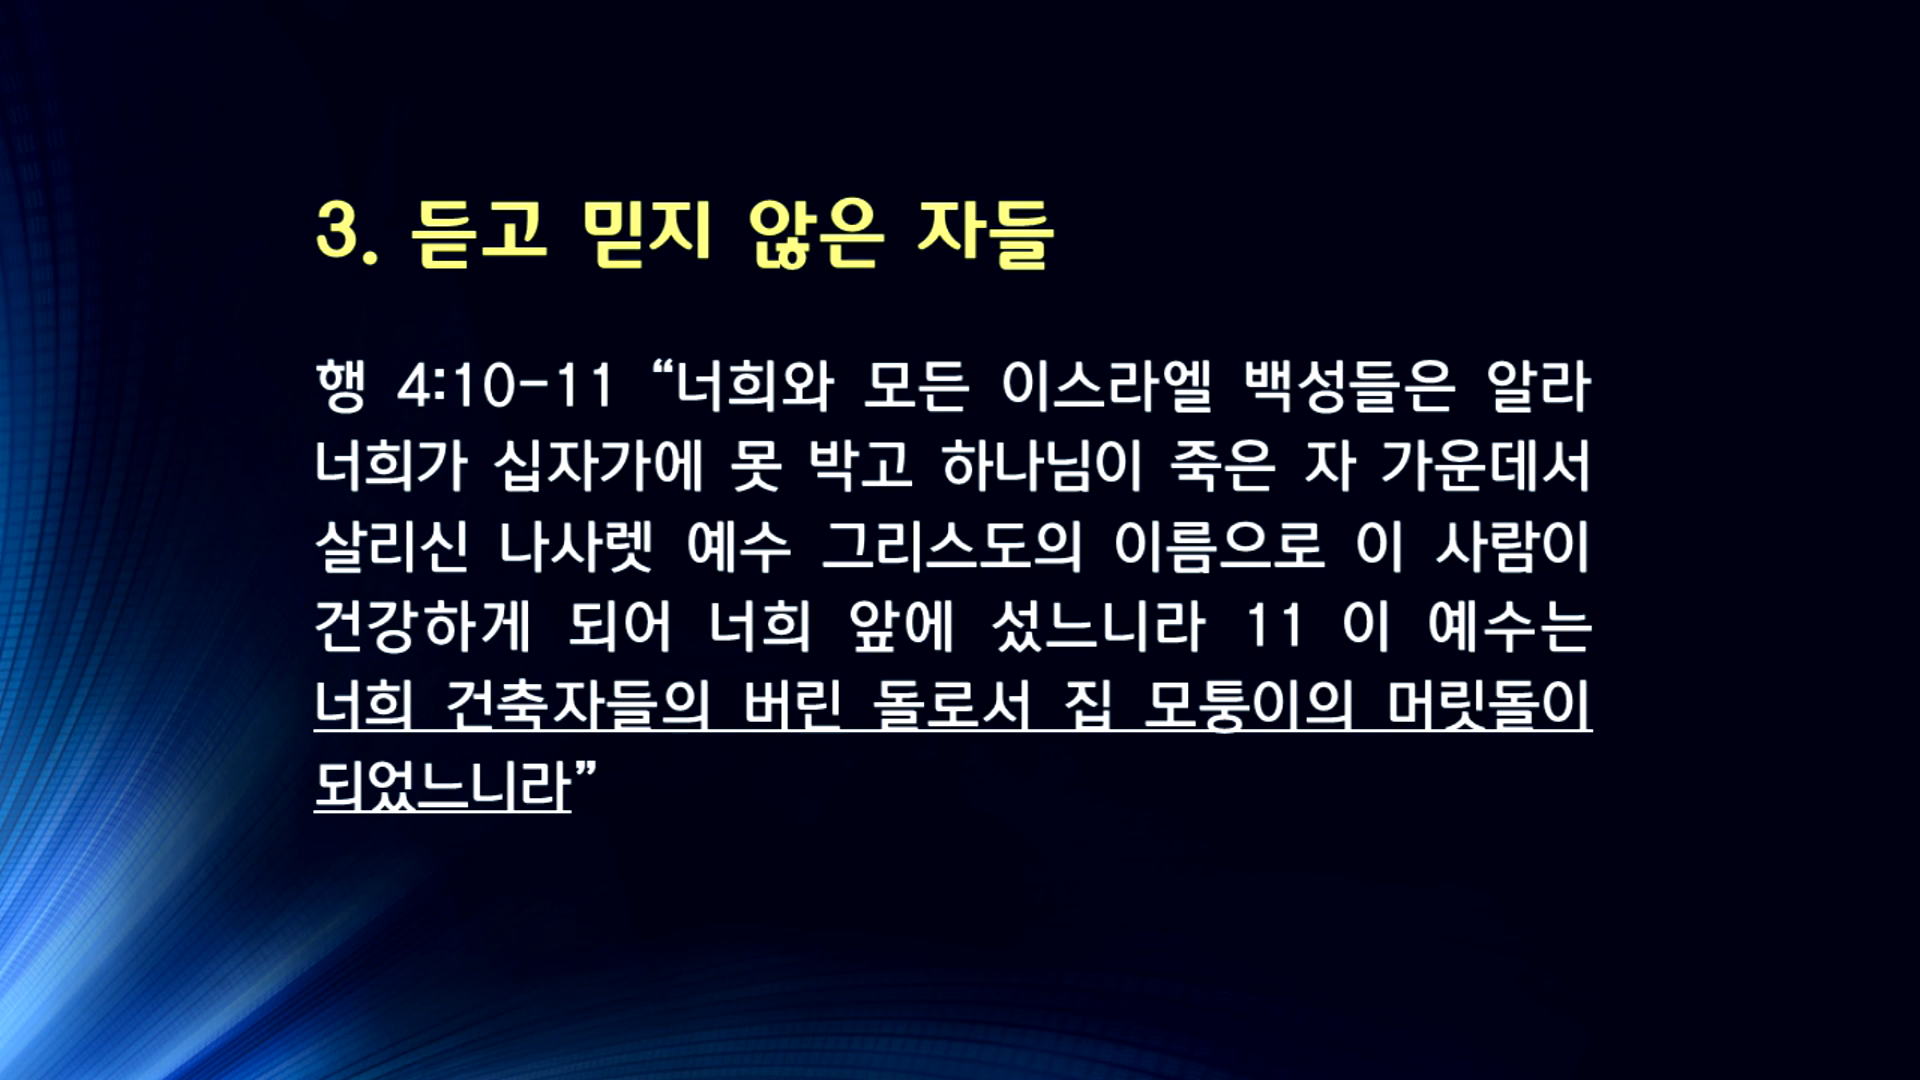 3. 듣고 믿지 않은 자들
행 4:10-11 “너희와 모든 이스라엘 백성들은 알라
너희가 십자가에 못 박고 하나님이 죽은 자 가운데서
살리신 나사렛 예수 그리스도의 이름으로 이 사람이
건강하게 되어 너희 앞에 섰느니라 11 이 예수는
너희 건축자들의 버린 돌로서 집 모퉁이의 머릿돌이
되었느니라”